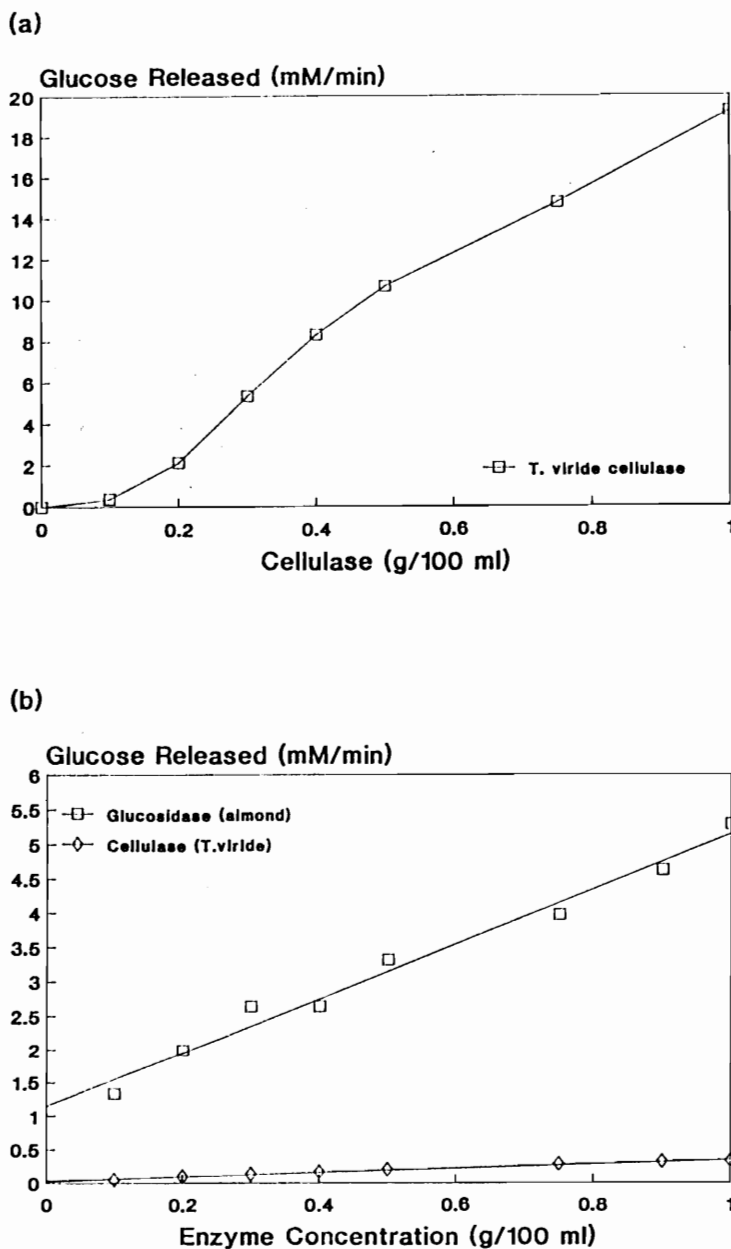 (a)
Glucose Released (mM/min)
20
18
16
14
12
10
8
6
4
2
0
T. viride cellulase
0 0.2 0.4 0.6 0.8 1
Cellulase (g/100 ml)
(b)
Glucose Released (mM/min)
6
5.5
5
4.5
4
3.5
3
2.5
2
1.5
1
0.5
0
Glucosidase (almond)
Cellulase (T.viride)
0 0.2 0.4 0.6 0.8 1
Enzyme Concentration (g/100 ml)